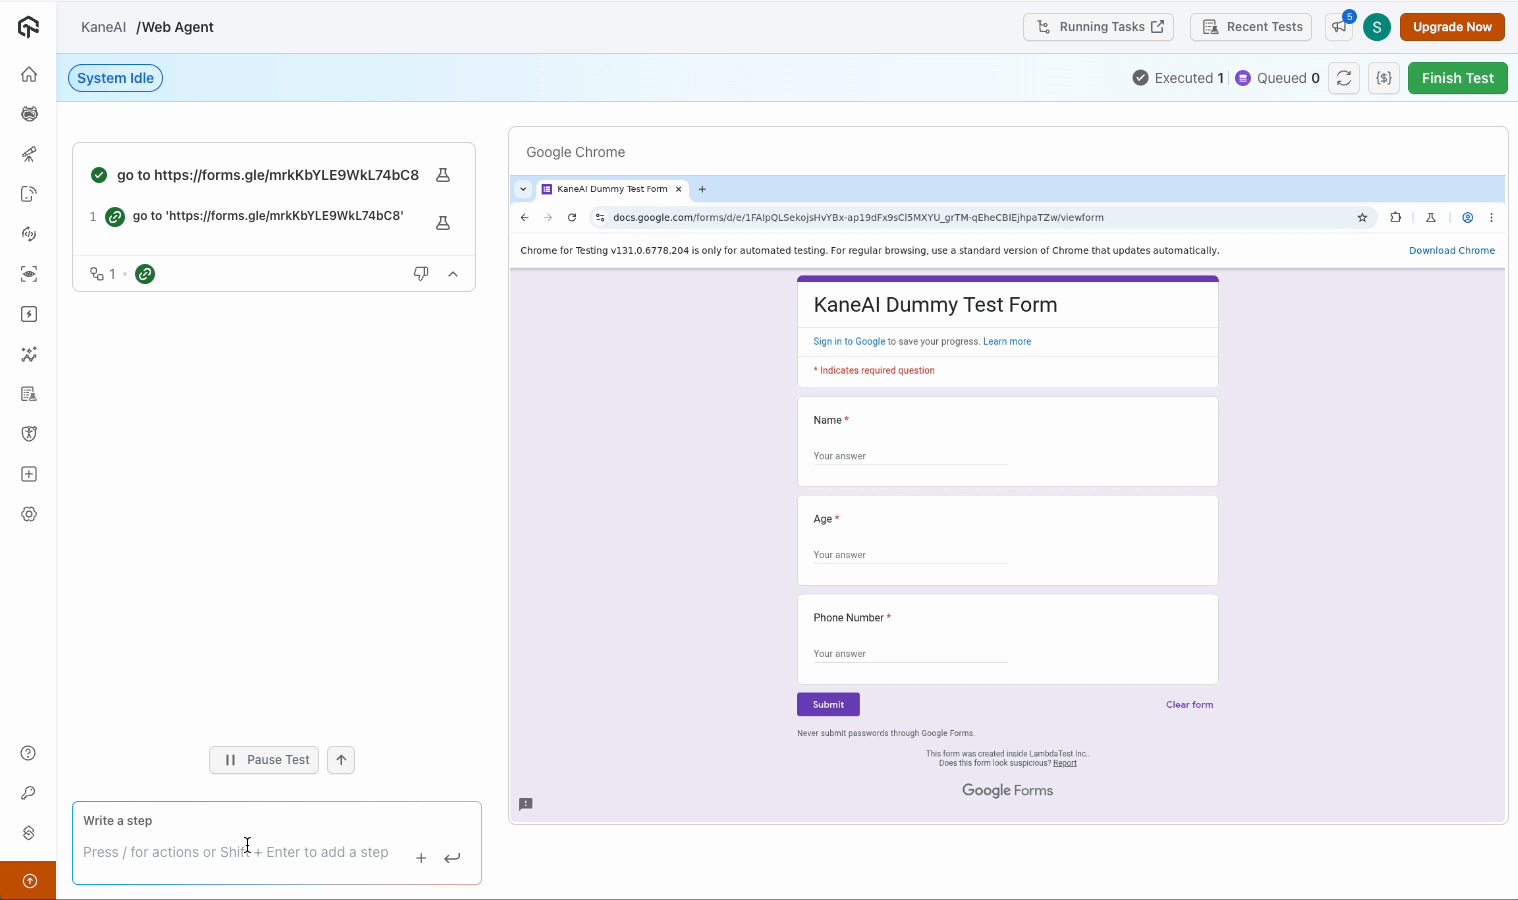 KaneAI /Web Agent
Running Tasks
Recent Tests
5
S
Upgrade Now
System Idle
Executed 1
Queued 0
{$}
Finish Test
go to https://forms.gle/mrkKbYLE9WkL74bC8
1 go to 'https://forms.gle/mrkKbYLE9WkL74bC8'
1
Pause Test
Write a step
Press / for actions or Shift + Enter to add a step
Google Chrome
KaneAI Dummy Test Form
docs.google.com/forms/d/e/1FAIpQLSekojsHvYBx-ap19dFx9sCl5MXYU_grTM-qEheCBIEjhpaTZw/viewform
Chrome for Testing v131.0.6778.204 is only for automated testing. For regular browsing, use a standard version of Chrome that updates automatically.
Download Chrome
KaneAI Dummy Test Form
Sign in to Google to save your progress. Learn more
* Indicates required question
Name *
Your answer
Age *
Your answer
Phone Number *
Your answer
Submit
Clear form
Never submit passwords through Google Forms.
This form was created inside LambdaTest Inc..
Does this form look suspicious? Report
Google Forms